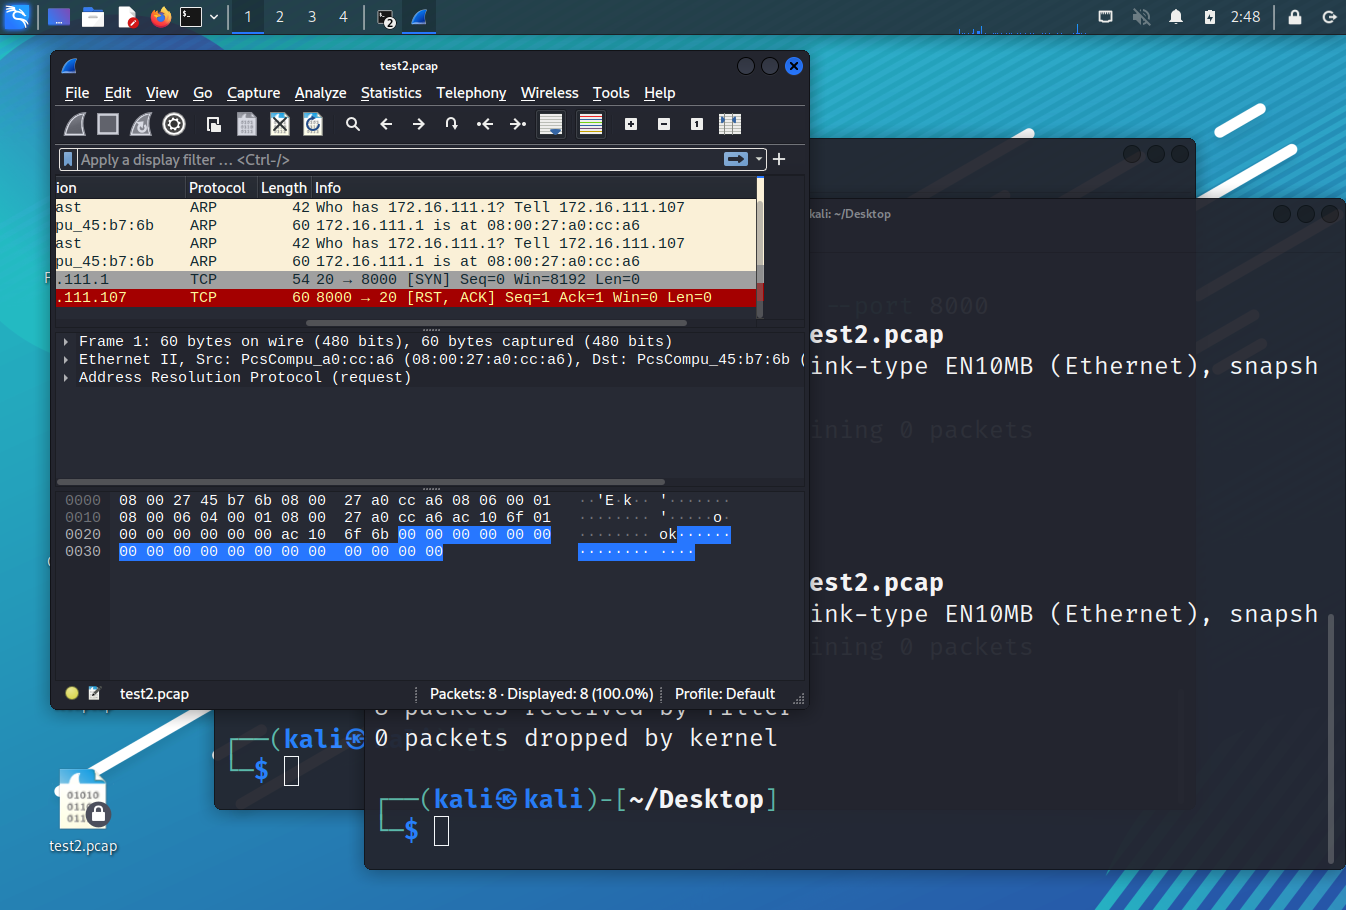 1 2 3 4 2 2:48
test2.pcap
File Edit View Go Capture Analyze Statistics Telephony Wireless Tools Help
Apply a display filter … <Ctrl-/>
ion Protocol Length Info
ast ARP 42 Who has 172.16.111.1? Tell 172.16.111.107
pu_45:b7:6b ARP 60 172.16.111.1 is at 08:00:27:a0:cc:a6
ast ARP 42 Who has 172.16.111.1? Tell 172.16.111.107
pu_45:b7:6b ARP 60 172.16.111.1 is at 08:00:27:a0:cc:a6
.111.1 TCP 54 20 → 8000 [SYN] Seq=0 Win=8192 Len=0
.111.107 TCP 60 8000 → 20 [RST, ACK] Seq=1 Ack=1 Win=0 Len=0
Frame 1: 60 bytes on wire (480 bits), 60 bytes captured (480 bits)
Ethernet II, Src: PcsCompu_a0:cc:a6 (08:00:27:a0:cc:a6), Dst: PcsCompu_45:b7:6b (
Address Resolution Protocol (request)
0000 08 00 27 45 b7 6b 08 00 27 a0 cc a6 08 06 00 01 ··'E·k·· '·······
0010 08 00 06 04 00 01 08 00 27 a0 cc a6 ac 10 6f 01 ········ '·····o·
0020 00 00 00 00 00 00 ac 10 6f 6b 00 00 00 00 00 00 ········ ok······
0030 00 00 00 00 00 00 00 00 00 00 00 00 ········ ····
test2.pcap Packets: 8 · Displayed: 8 (100.0%) Profile: Default
kali: ~/Desktop
--port 8000
est2.pcap
ink-type EN10MB (Ethernet), snapsh
ining 0 packets
est2.pcap
ink-type EN10MB (Ethernet), snapsh
ining 0 packets
packets received by filter
0 packets dropped by kernel
┌──(kali㉿kali)-[~/Desktop]
└─$
┌──(kali㉿
└─$
01010
test2.pcap